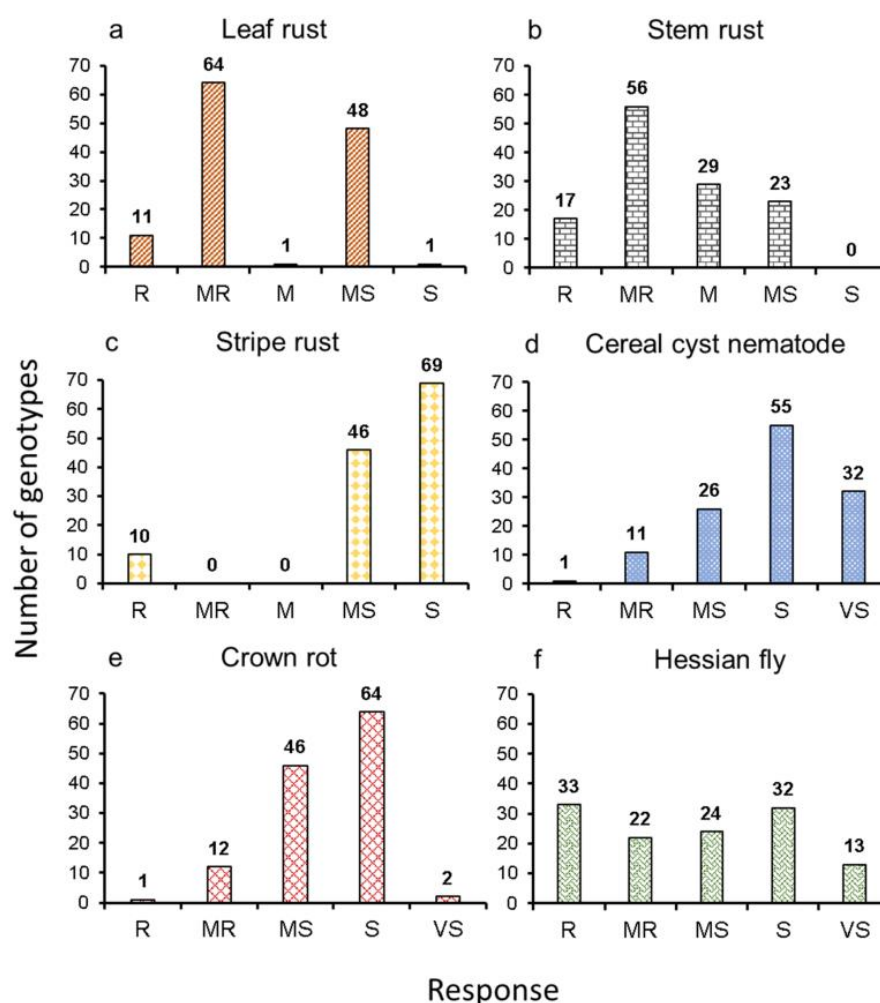 a Leaf rust
70
60
50
40
30
20
10
0
11 64 1 48 1
R MR M MS S
b Stem rust
70
60
50
40
30
20
10
0
17 56 29 23 0
R MR M MS S
c Stripe rust
70
60
50
40
30
20
10
0
10 0 0 46 69
R MR M MS S
d Cereal cyst nematode
70
60
50
40
30
20
10
0
1 11 26 55 32
R MR MS S VS
e Crown rot
70
60
50
40
30
20
10
0
1 12 46 64 2
R MR MS S VS
f Hessian fly
70
60
50
40
30
20
10
0
33 22 24 32 13
R MR MS S VS
Number of genotypes
Response